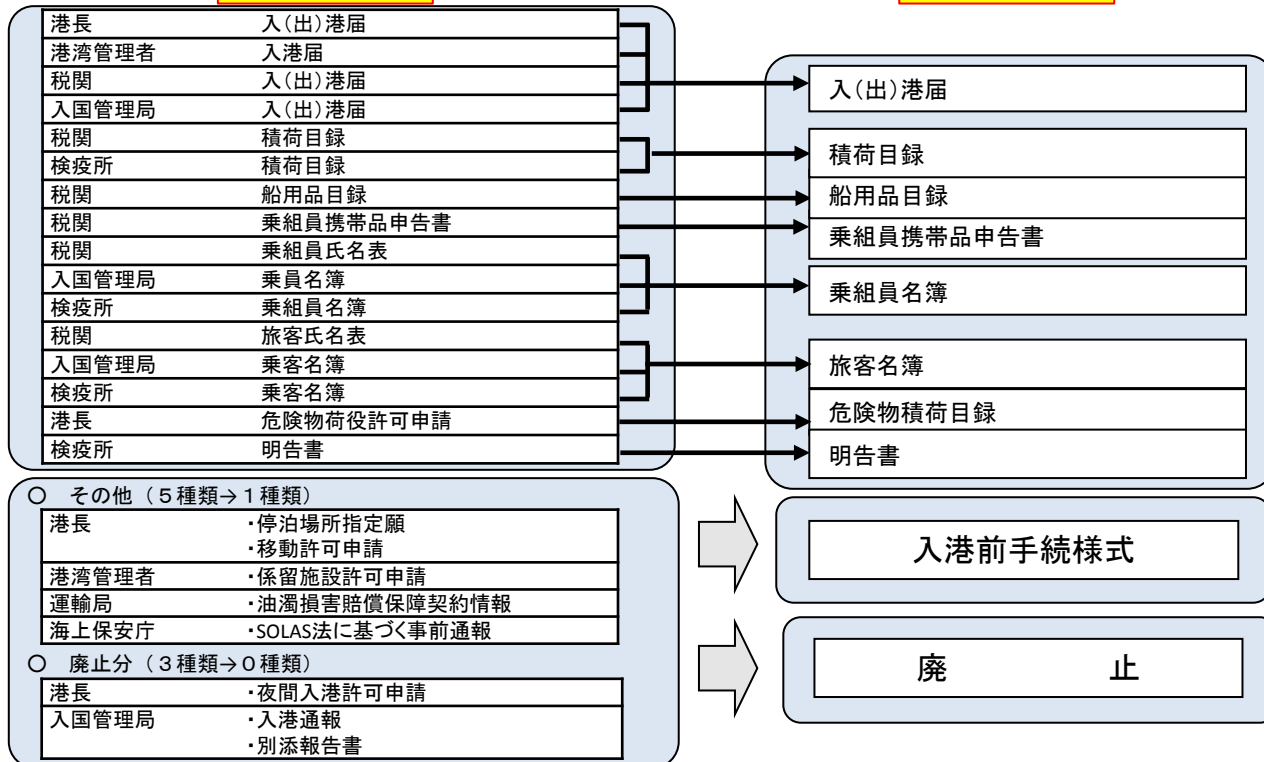 港長 入(出)港届
港湾管理者 入港届
税関 入(出)港届
入国管理局 入(出)港届
税関 積荷目録
検疫所 積荷目録
税関 船用品目録
税関 乗組員携帯品申告書
税関 乗組員氏名表
入国管理局 乗員名簿
検疫所 乗組員名簿
税関 旅客氏名表
入国管理局 乗客名簿
検疫所 乗客名簿
港長 危険物荷役許可申請
検疫所 明告書
入(出)港届
積荷目録
船用品目録
乗組員携帯品申告書
乗組員名簿
旅客名簿
危険物積荷目録
明告書
○ その他(5種類→1種類)
港長 ・停泊場所指定願
・移動許可申請
港湾管理者 ・係留施設許可申請
運輸局 ・油濁損害賠償保障契約情報
海上保安庁 ・SOLAS法に基づく事前通報
入港前手続様式
○ 廃止分(3種類→0種類)
港長 ・夜間入港許可申請
入国管理局 ・入港通報
・別添報告書
廃 止